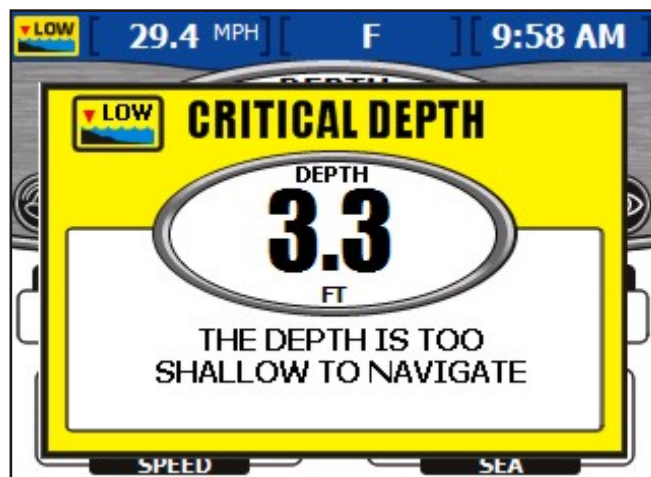 LOW [ 29.4 MPH ] [ F ] [ 9:58 AM ]
DEPTH
LOW CRITICAL DEPTH
DEPTH
3.3
FT
THE DEPTH IS TOO
SHALLOW TO NAVIGATE
SPEED SEA